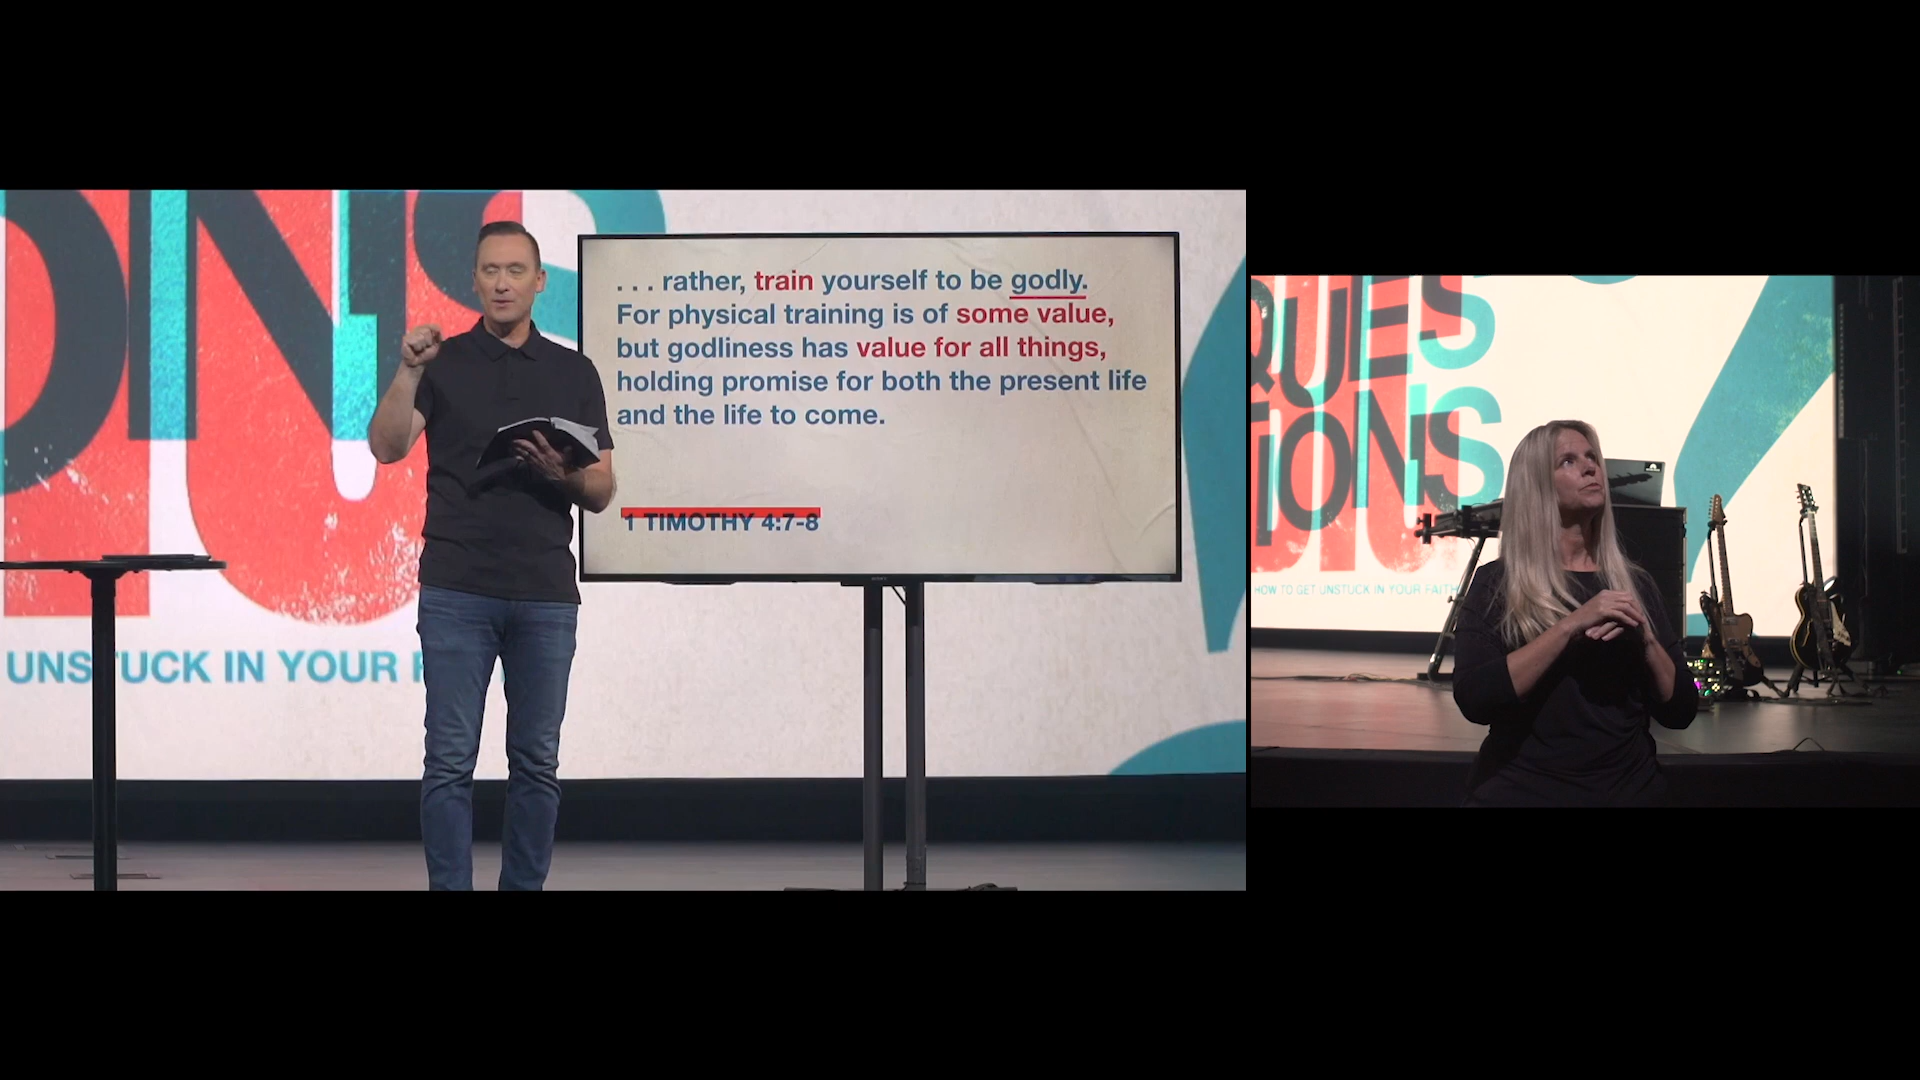 ONS
UNSTUCK IN YOUR F
. . . rather, train yourself to be godly.
For physical training is of some value,
but godliness has value for all things,
holding promise for both the present life
and the life to come.
1 TIMOTHY 4:7-8
QUES
TIONS
HOW TO GET UNSTUCK IN YOUR FAITH